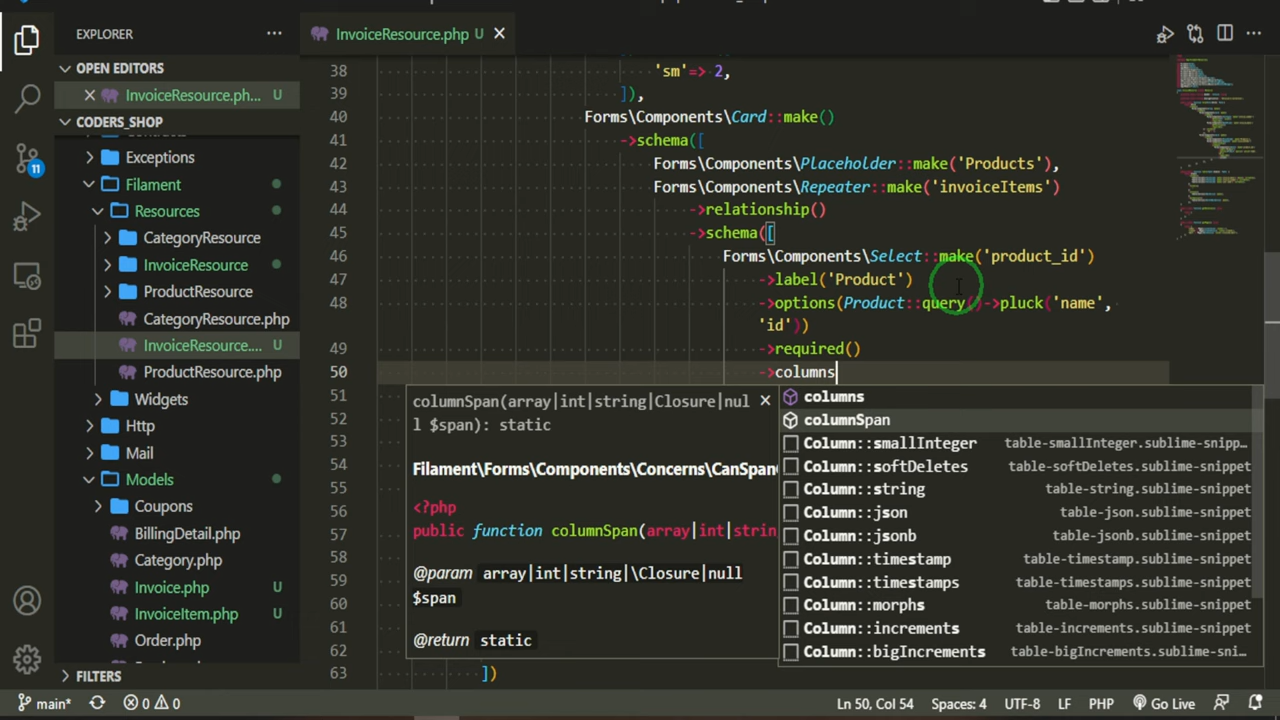 EXPLORER
InvoiceResource.php U
OPEN EDITORS
InvoiceResource.ph... U
CODERS_SHOP
Exceptions
Filament
Resources
CategoryResource
InvoiceResource
ProductResource
CategoryResource.php
InvoiceResource.... U
ProductResource.php
Widgets
Http
Mail
Models
Coupons
BillingDetail.php
Category.php
Invoice.php U
InvoiceItem.php U
Order.php
FILTERS
11
38 'sm'=> 2,
39 ]),
40 Forms\Components\Card::make()
41 ->schema([
42 Forms\Components\Placeholder::make('Products'),
43 Forms\Components\Repeater::make('invoiceItems')
44 ->relationship()
45 ->schema([
46 Forms\Components\Select::make('product_id')
47 ->label('Product')
48 ->options(Product::query()->pluck('name',
'id'))
49 ->required()
50 ->columns
51
52
53
54
55
56
57
58
59
60
61
62
63 ])
columnSpan(array|int|string|Closure|nul
l $span): static
Filament\Forms\Components\Concerns\CanSpan
<?php
public function columnSpan(array|int|strin
@param array|int|string|\Closure|null
$span
@return static
columns
columnSpan
Column::smallInteger table-smallInteger.sublime-snipp...
Column::softDeletes table-softDeletes.sublime-snippet
Column::string table-string.sublime-snippet
Column::json table-json.sublime-snippet
Column::jsonb table-jsonb.sublime-snippet
Column::timestamp table-timestamp.sublime-snippet
Column::timestamps table-timestamps.sublime-snippet
Column::morphs table-morphs.sublime-snippet
Column::increments table-increments.sublime-snippet
Column::bigIncrements table-bigIncrements.sublime-sni...
main* 0 0 Ln 50, Col 54 Spaces: 4 UTF-8 LF PHP Go Live